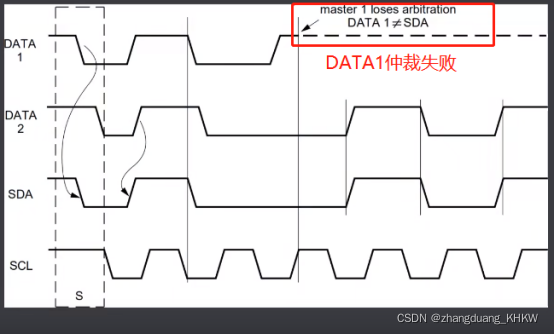 master 1 loses arbitration
DATA 1≠SDA
DATA
1
DATA1仲裁失败
DATA
2
SDA
SCL
S
CSDN @zhangduang_KHKW